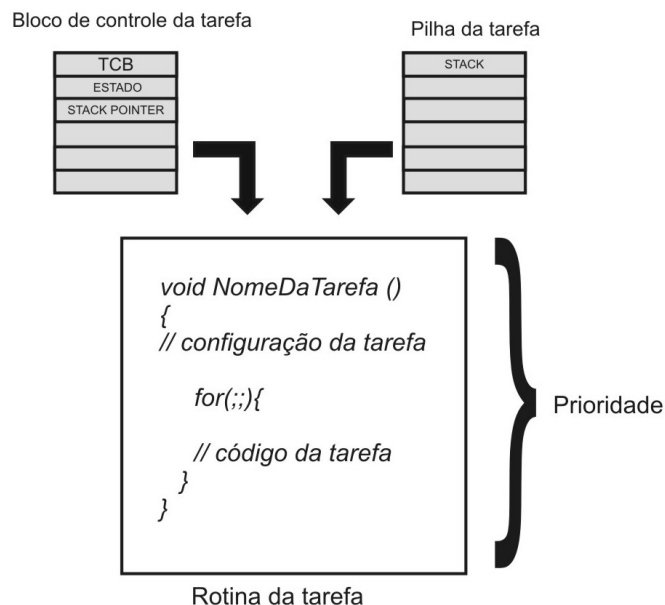 Bloco de controle da tarefa
Pilha da tarefa
TCB
ESTADO
STACK POINTER
STACK
void NomeDaTarefa ()
{
// configuração da tarefa
for(;;){
// código da tarefa
}
}
Prioridade
Rotina da tarefa